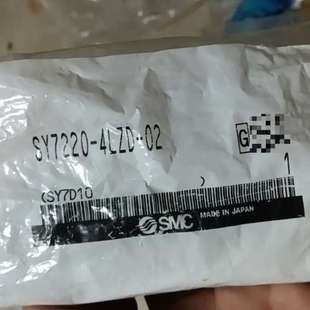 SY7220-4LZD-02
G
1
(SY7D10 )
SMC MADE IN JAPAN